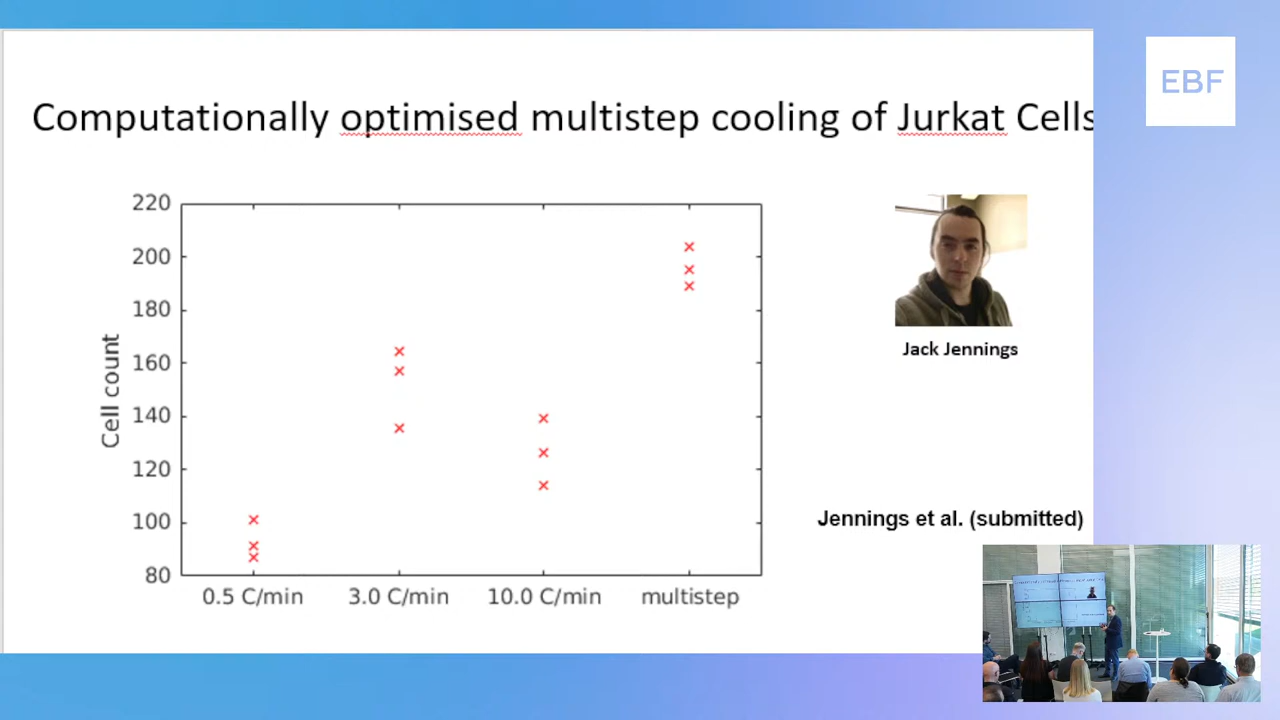 EBF
Computationally optimised multistep cooling of Jurkat Cells
220
200
180
160
140
120
100
80
Cell count
0.5 C/min 3.0 C/min 10.0 C/min multistep
Jack Jennings
Jennings et al. (submitted)